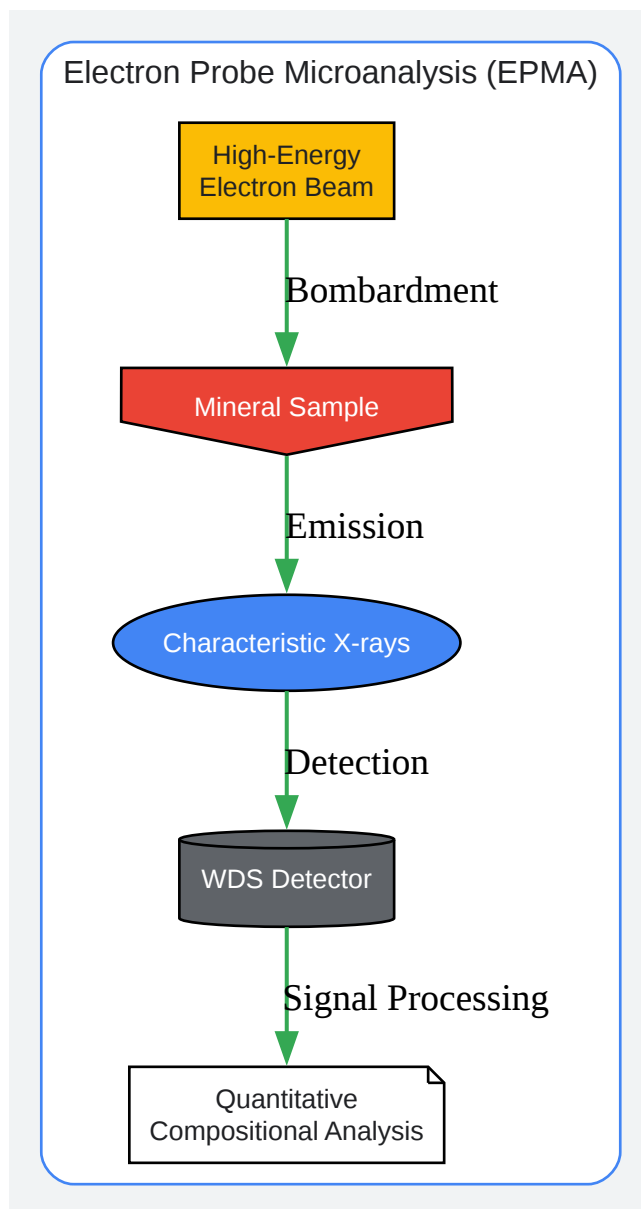 Electron Probe Microanalysis (EPMA)
High-Energy
Electron Beam
Bombardment
Mineral Sample
Emission
Characteristic X-rays
Detection
WDS Detector
Signal Processing
Quantitative
Compositional Analysis